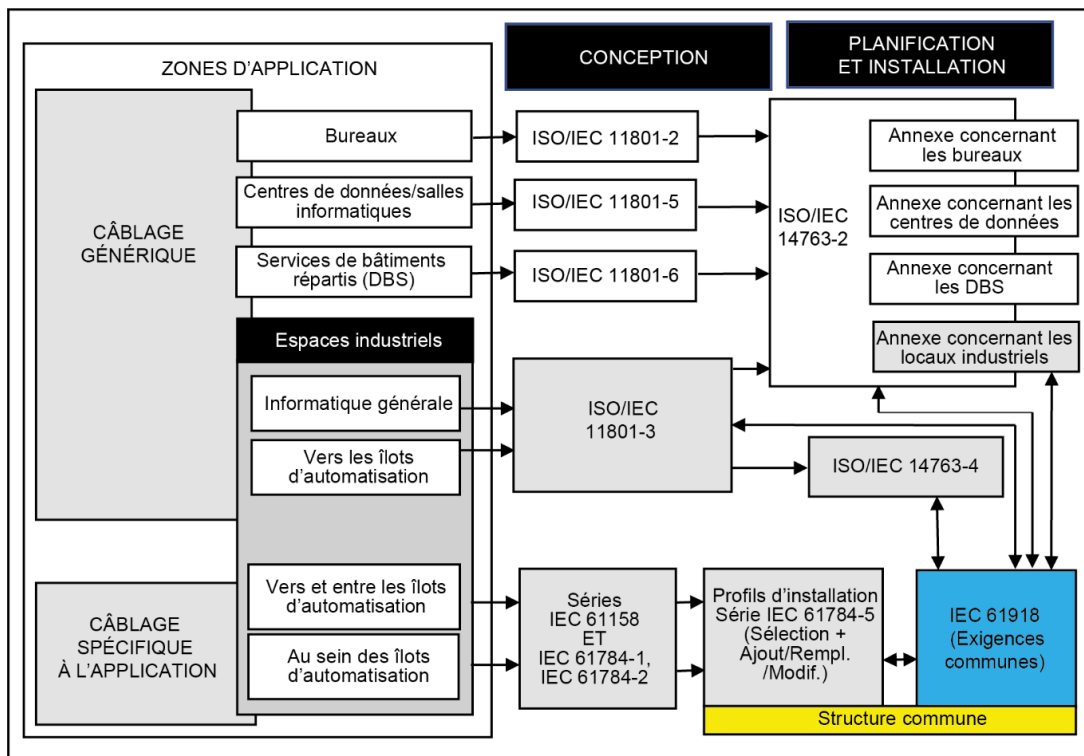 ZONES D'APPLICATION
CONCEPTION
PLANIFICATION
ET INSTALLATION
CÂBLAGE
GÉNÉRIQUE
Bureaux
ISO/IEC 11801-2
Centres de données/salles
informatiques
ISO/IEC 11801-5
Services de bâtiments
répartis (DBS)
ISO/IEC 11801-6
ISO/IEC
14763-2
Annexe concernant
les bureaux
Annexe concernant les
centres de données
Annexe concernant
les DBS
Annexe concernant les
locaux industriels
Espaces industriels
Informatique générale
Vers les îlots
d'automatisation
ISO/IEC
11801-3
ISO/IEC 14763-4
CÂBLAGE
SPÉCIFIQUE
À L'APPLICATION
Vers et entre les îlots
d'automatisation
Au sein des îlots
d'automatisation
Séries
IEC 61158
ET
IEC 61784-1,
IEC 61784-2
Profils d'installation
Série IEC 61784-5
(Sélection +
Ajout/Rempl.
/Modif.)
IEC 61918
(Exigences
communes)
Structure commune